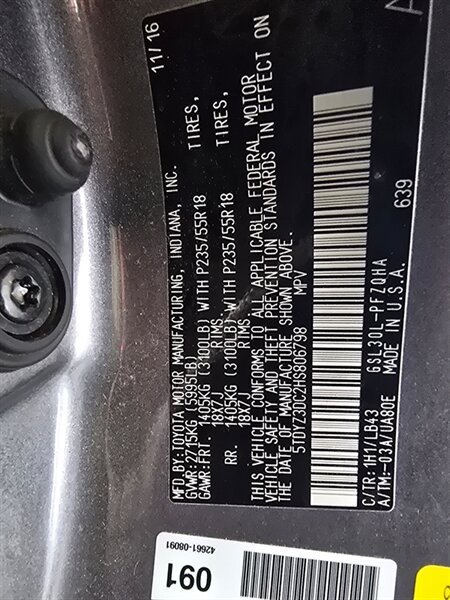 11/16
MFD.BY:TOYOTA MOTOR MANUFACTURING, INDIANA, INC.
GVWR:2715KG (5995LB)
GAWR:FRT. 1405KG (3100LB) WITH P235/55R18 TIRES,
18X7J RIMS.
RR. 1405KG (3100LB) WITH P235/55R18 TIRES,
18X7J RIMS.
THIS VEHICLE CONFORMS TO ALL APPLICABLE FEDERAL MOTOR
VEHICLE SAFETY AND THEFT PREVENTION STANDARDS IN EFFECT ON
THE DATE OF MANUFACTURE SHOWN ABOVE.
5TDYZ3DC2HS806798 MPV
639
C/TR:1H1/LB43 GSL30L-PFZQHA
A/TM:-03A/UA80E MADE IN U.S.A.
A
42661-08091
091